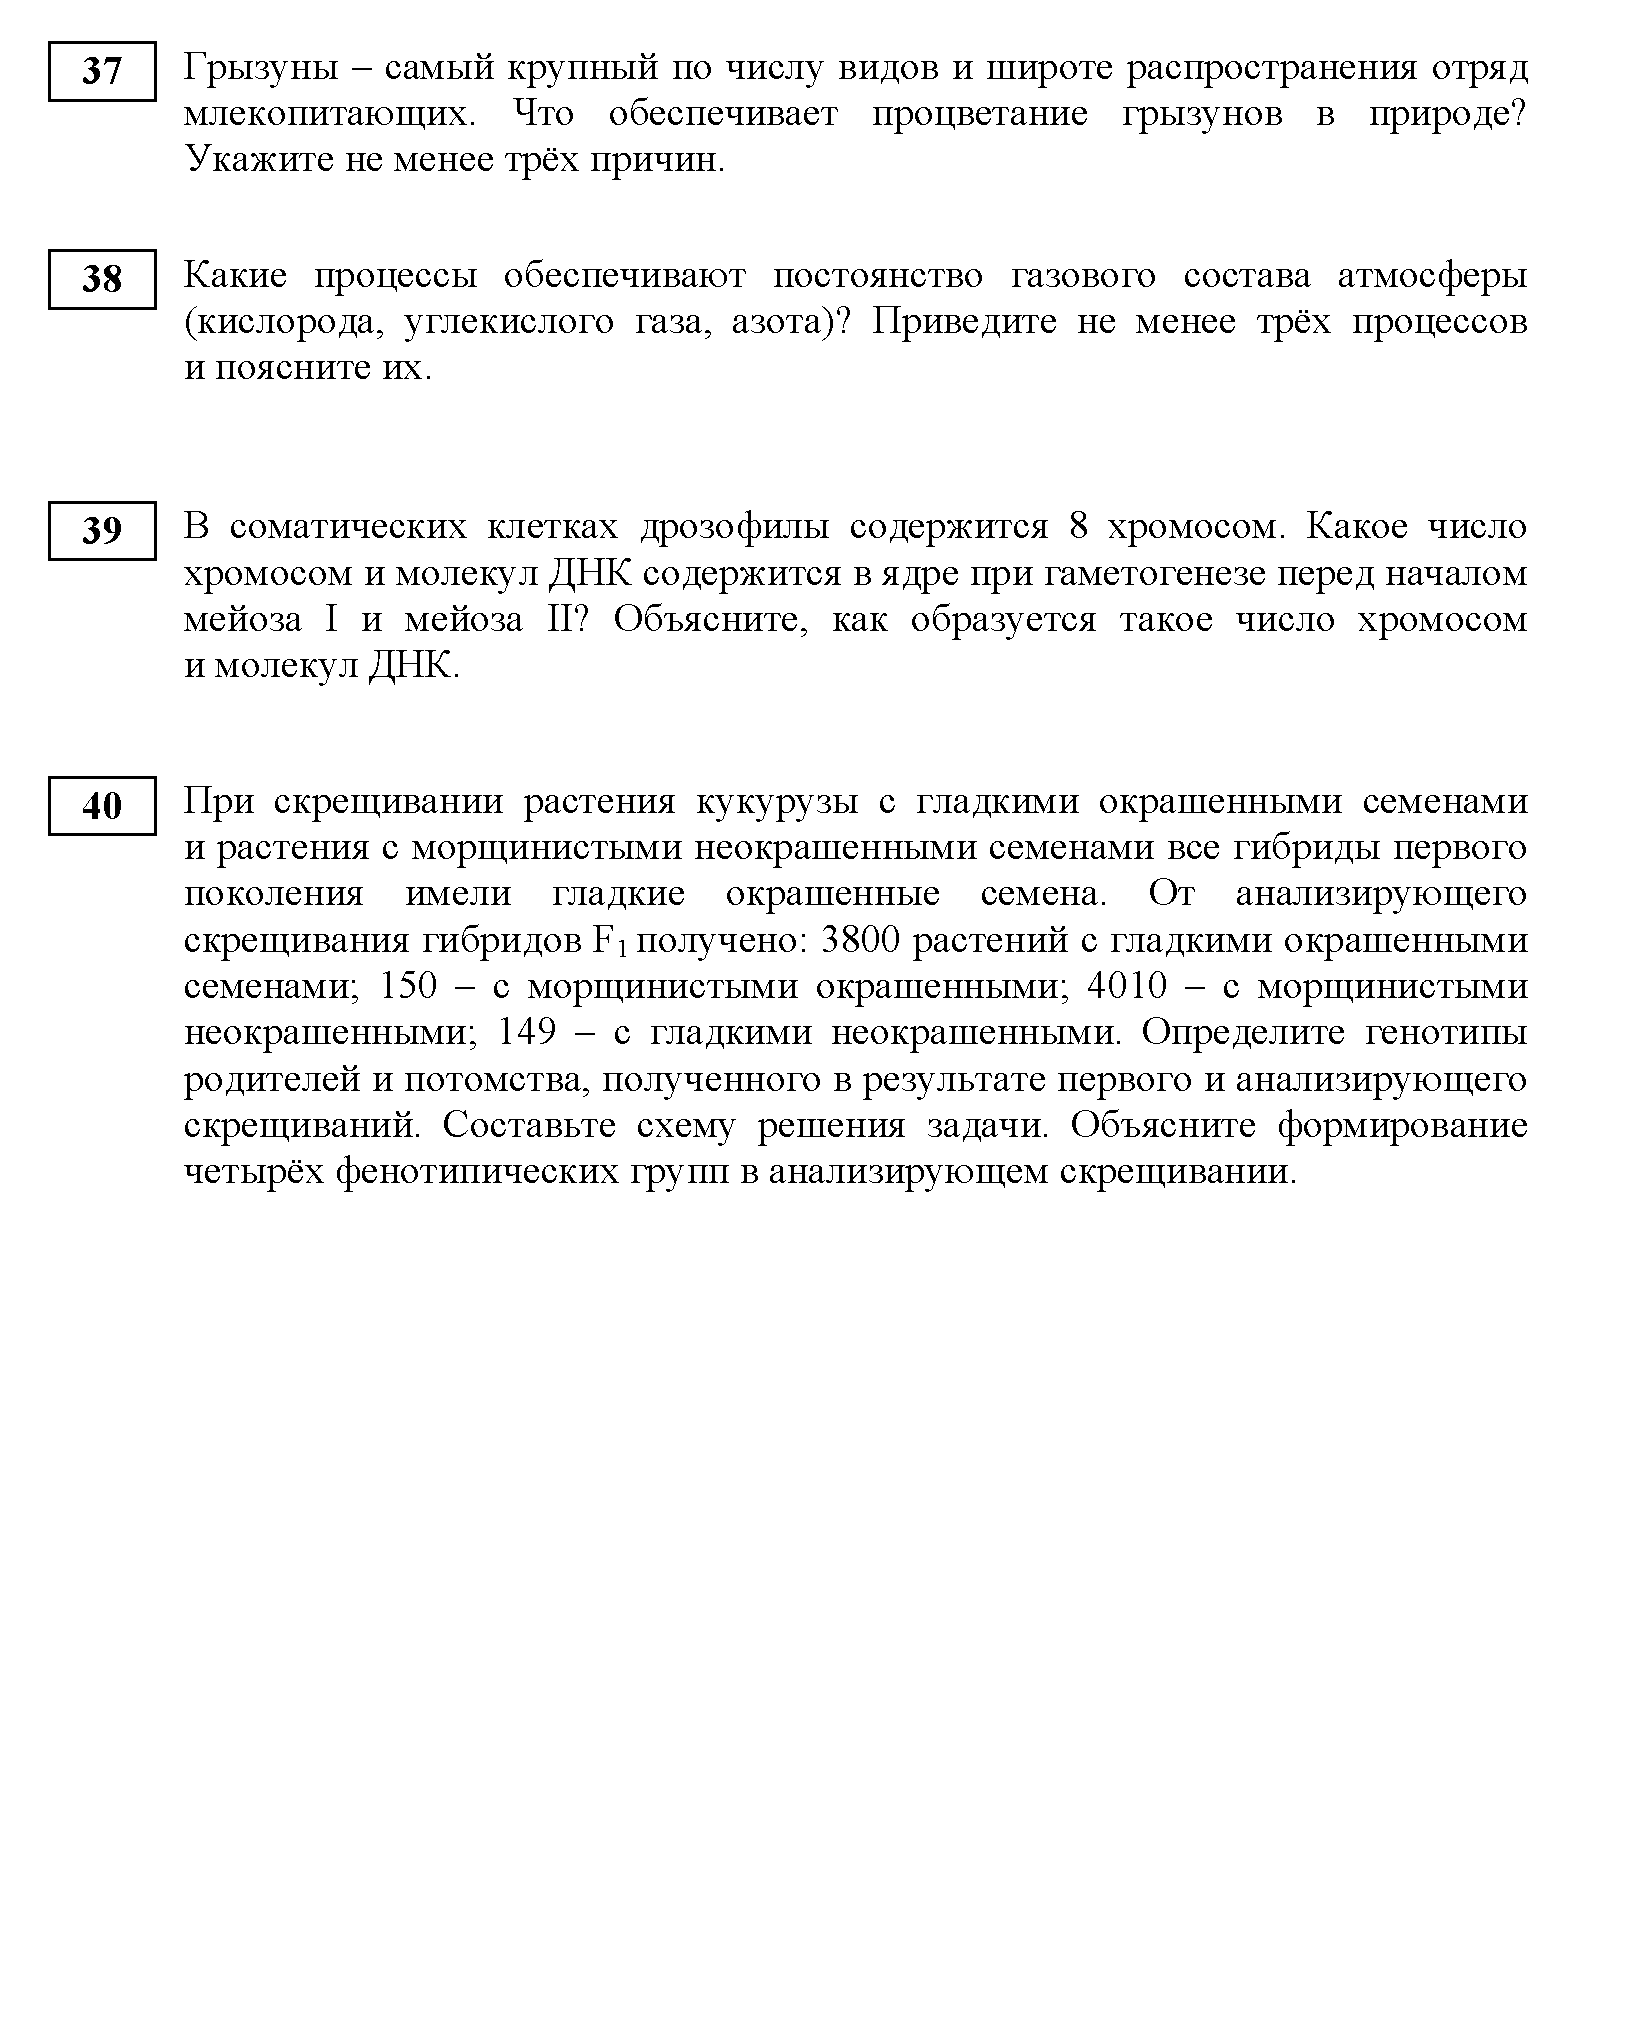 37 Грызуны – самый крупный по числу видов и широте распространения отряд
млекопитающих. Что обеспечивает процветание грызунов в природе?
Укажите не менее трёх причин.
38 Какие процессы обеспечивают постоянство газового состава атмосферы
(кислорода, углекислого газа, азота)? Приведите не менее трёх процессов
и поясните их.
39 В соматических клетках дрозофилы содержится 8 хромосом. Какое число
хромосом и молекул ДНК содержится в ядре при гаметогенезе перед началом
мейоза I и мейоза II? Объясните, как образуется такое число хромосом
и молекул ДНК.
40 При скрещивании растения кукурузы с гладкими окрашенными семенами
и растения с морщинистыми неокрашенными семенами все гибриды первого
поколения имели гладкие окрашенные семена. От анализирующего
скрещивания гибридов F₁ получено: 3800 растений с гладкими окрашенными
семенами; 150 – с морщинистыми окрашенными; 4010 – с морщинистыми
неокрашенными; 149 – с гладкими неокрашенными. Определите генотипы
родителей и потомства, полученного в результате первого и анализирующего
скрещиваний. Составьте схему решения задачи. Объясните формирование
четырёх фенотипических групп в анализирующем скрещивании.